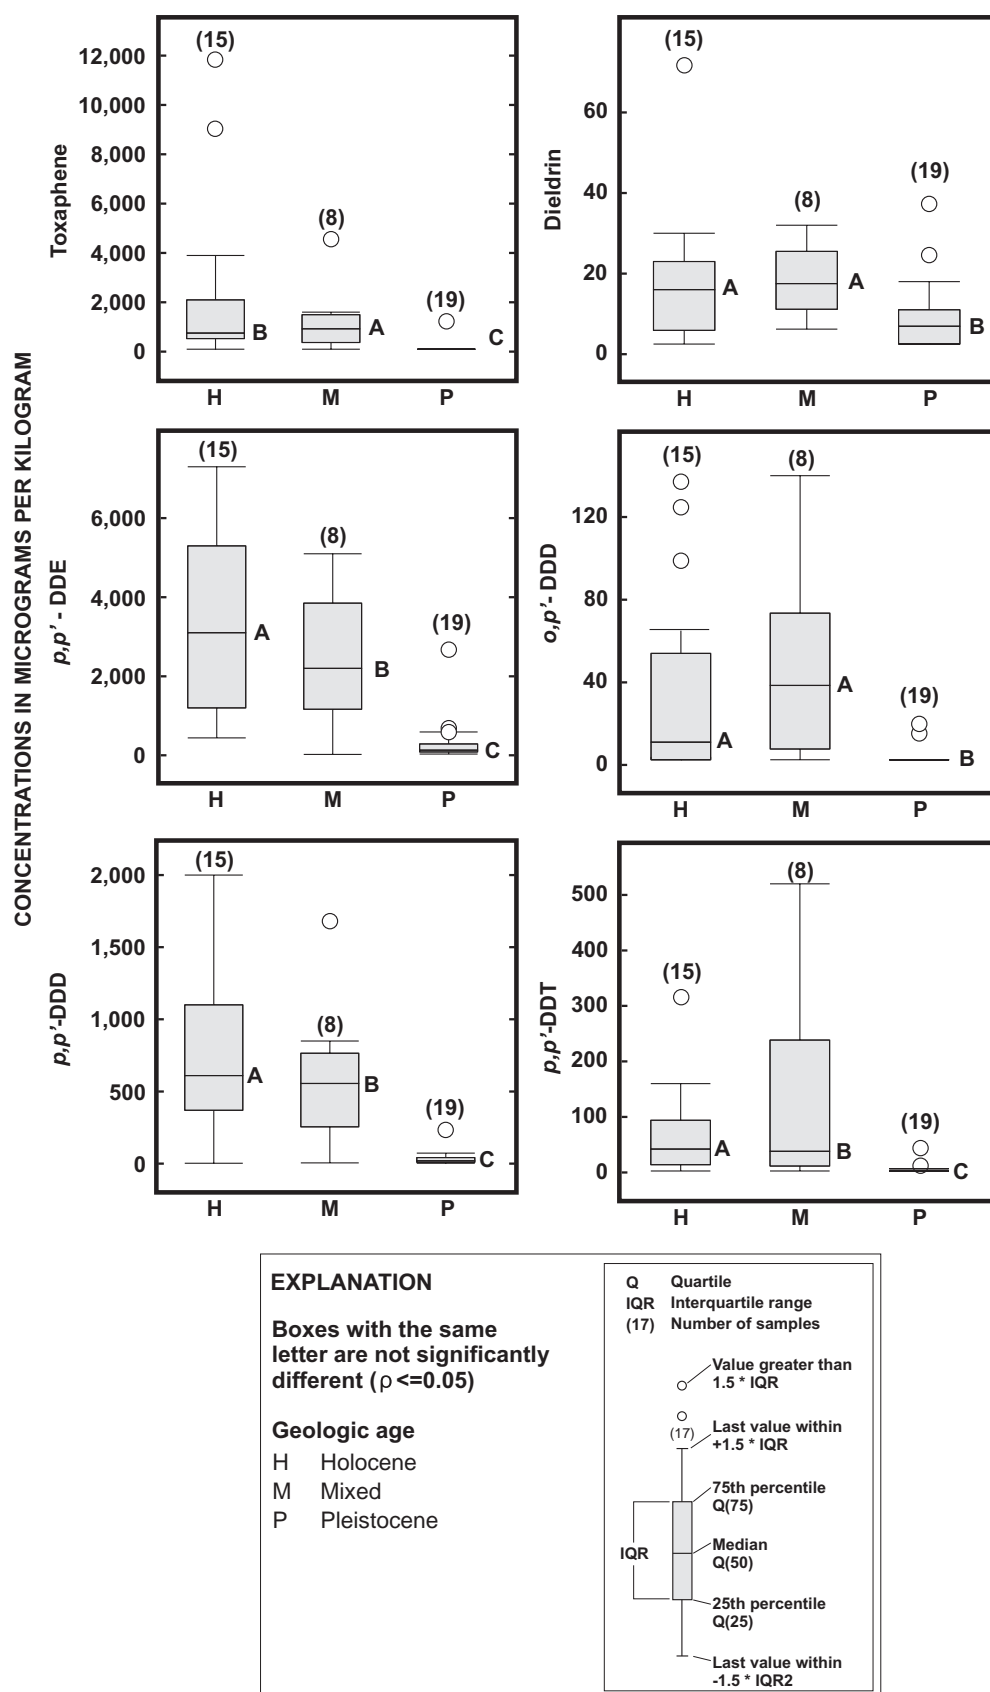 CONCENTRATIONS IN MICROGRAMS PER KILOGRAM
Toxaphene
12,000
10,000
8,000
6,000
4,000
2,000
0
(15)
(8)
(19)
B
A
C
H M P
Dieldrin
60
40
20
0
(15)
(8)
(19)
A
A
B
H M P
p,p' - DDE
6,000
4,000
2,000
0
(15)
(8)
(19)
A
B
C
H M P
o,p'- DDD
120
80
40
0
(15)
(8)
(19)
A
A
B
H M P
p,p'-DDD
2,000
1,500
1,000
500
0
(15)
(8)
(19)
A
B
C
H M P
p,p'-DDT
500
400
300
200
100
0
(15)
(8)
(19)
A
B
C
H M P
EXPLANATION
Boxes with the same
letter are not significantly
different (ρ <=0.05)
Geologic age
H Holocene
M Mixed
P Pleistocene
Q Quartile
IQR Interquartile range
(17) Number of samples
Value greater than
1.5 * IQR
(17)
Last value within
+1.5 * IQR
75th percentile
Q(75)
IQR
Median
Q(50)
25th percentile
Q(25)
Last value within
-1.5 * IQR2